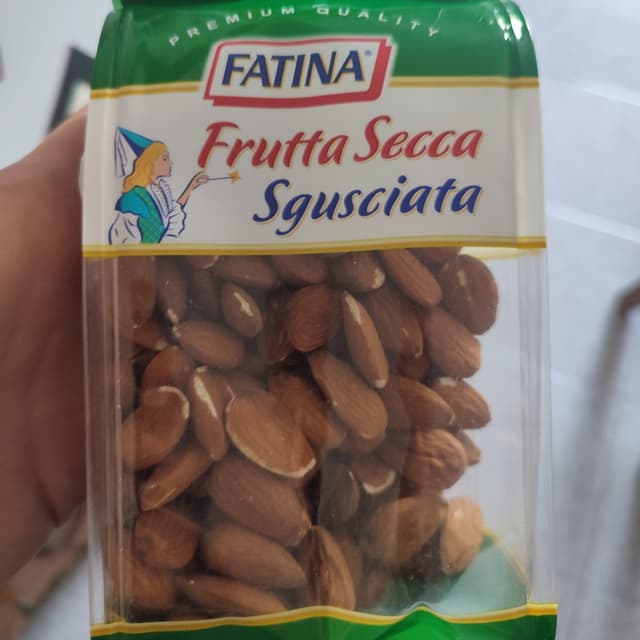 PREMIUM QUALITY
FATINA®
Frutta Secca
Sgusciata